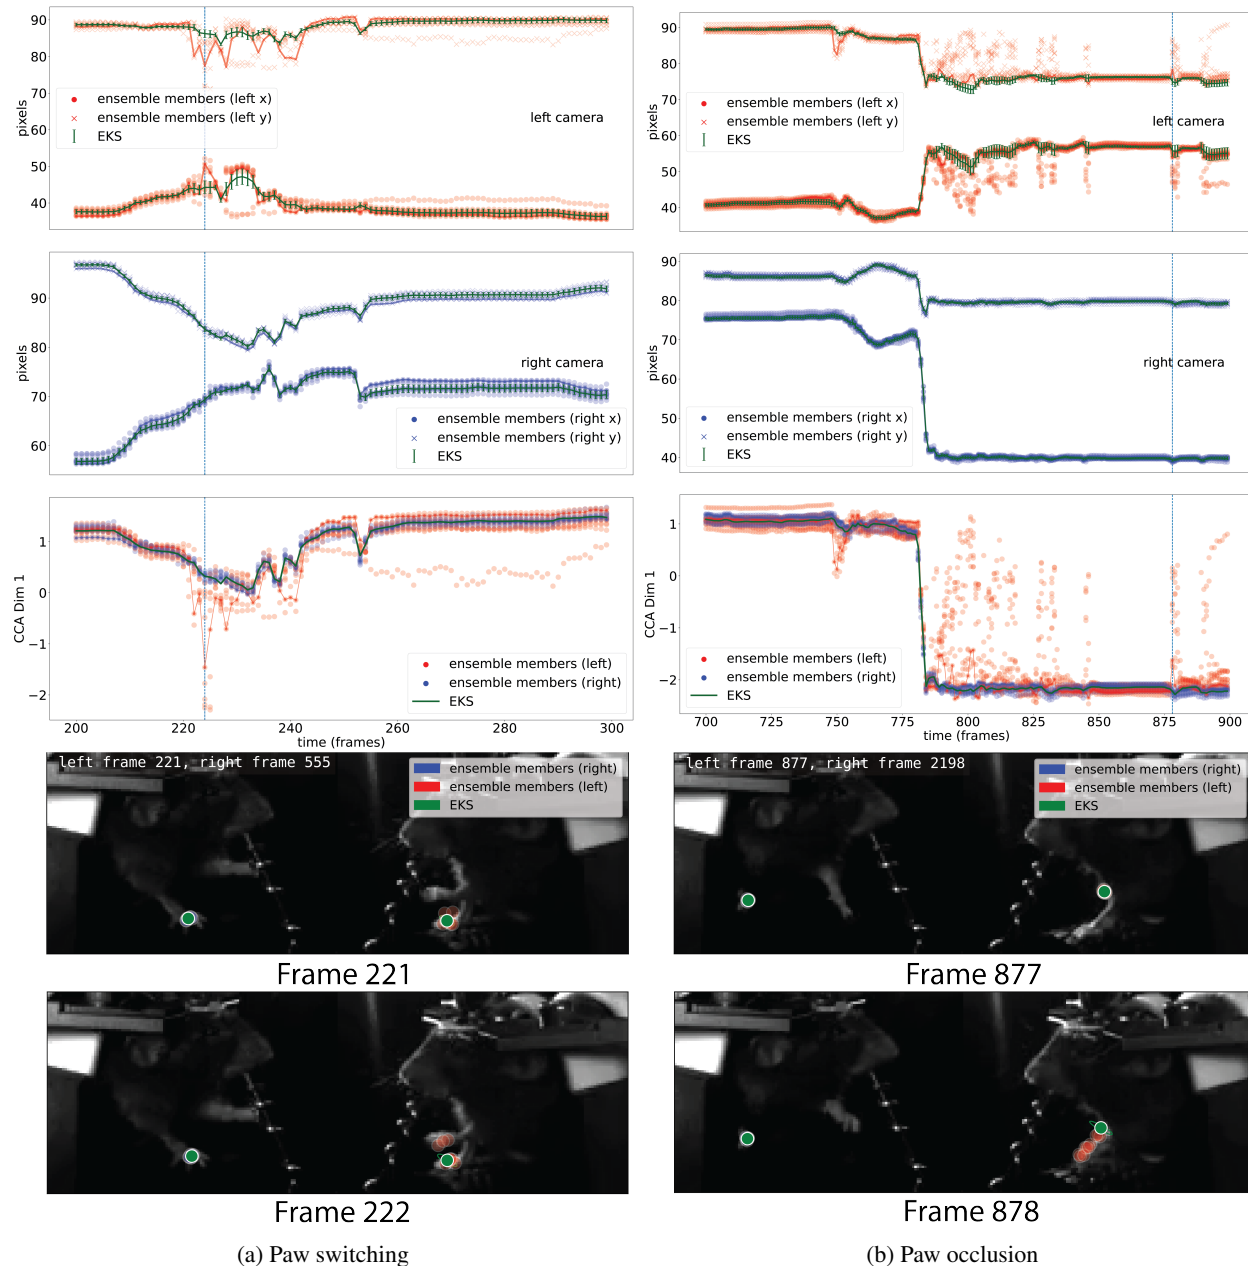 90
80
70
60
50
40
pixels
ensemble members (left x)
ensemble members (left y)
EKS
left camera
90
80
70
60
pixels
right camera
ensemble members (right x)
ensemble members (right y)
EKS
1
0
−1
−2
CCA Dim 1
ensemble members (left)
ensemble members (right)
EKS
200 220 240 260 280 300
time (frames)
left frame 221, right frame 555
ensemble members (right)
ensemble members (left)
EKS
Frame 221
Frame 222
(a) Paw switching
90
80
70
60
50
40
pixels
ensemble members (left x)
ensemble members (left y)
EKS
left camera
90
80
70
60
50
40
pixels
right camera
ensemble members (right x)
ensemble members (right y)
EKS
1
0
−1
−2
CCA Dim 1
ensemble members (left)
ensemble members (right)
EKS
700 725 750 775 800 825 850 875 900
time (frames)
left frame 877, right frame 2198
ensemble members (right)
ensemble members (left)
EKS
Frame 877
Frame 878
(b) Paw occlusion